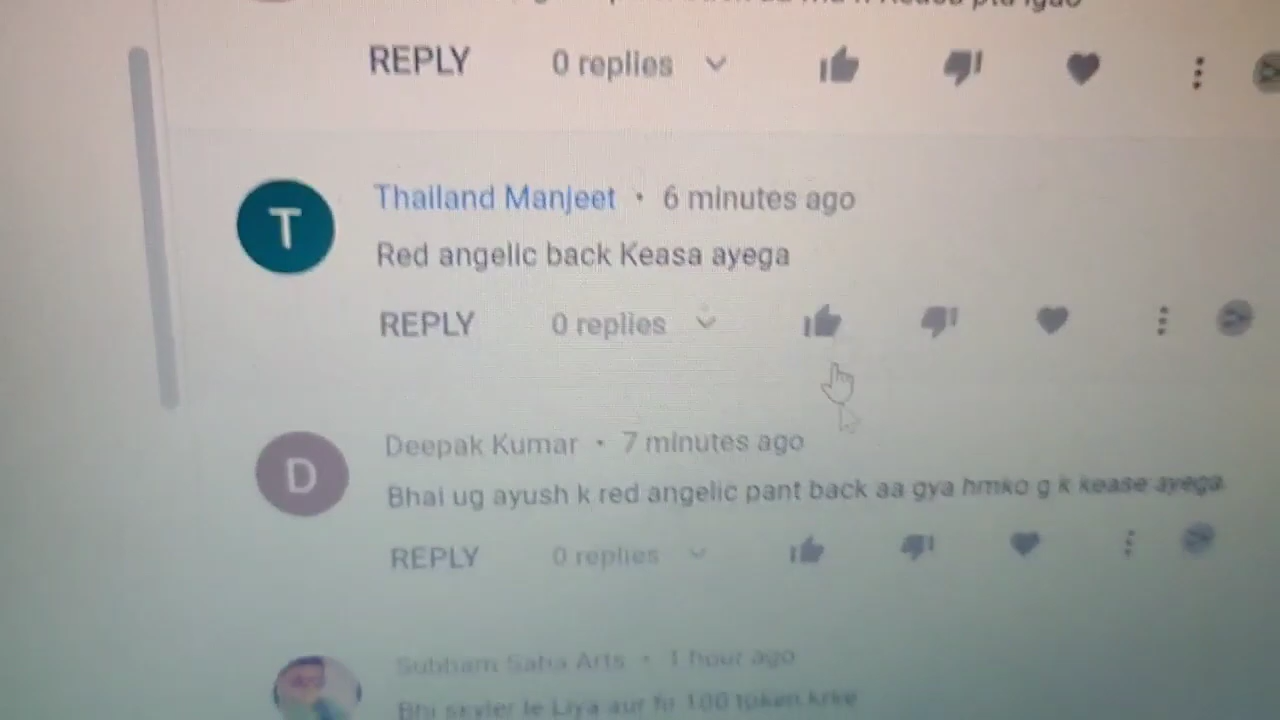 REPLY 0 replies
T
Thailand Manjeet • 6 minutes ago
Red angelic back Keasa ayega
REPLY 0 replies
D
Deepak Kumar • 7 minutes ago
Bhai ug ayush k red angelic pant back aa gya hmko g k kease ayega
REPLY 0 replies
Subham Saha Arts • 1 hour ago
Bhi skyler le Liya aur fir 100 token krke